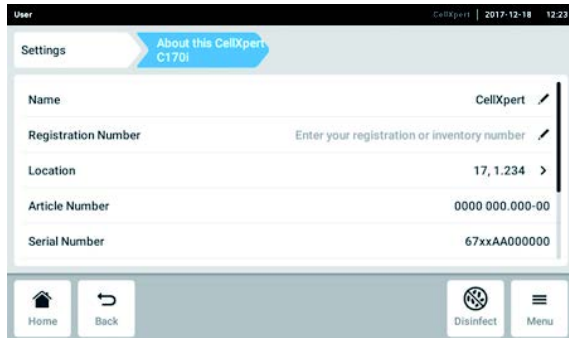 User
CellXpert | 2017-12-18 12:23
Settings
About this CellXpert
C170i
Name
CellXpert
Registration Number
Enter your registration or inventory number
Location
17, 1.234
Article Number
0000 000.000-00
Serial Number
67xxAA000000
Home
Back
Disinfect
Menu